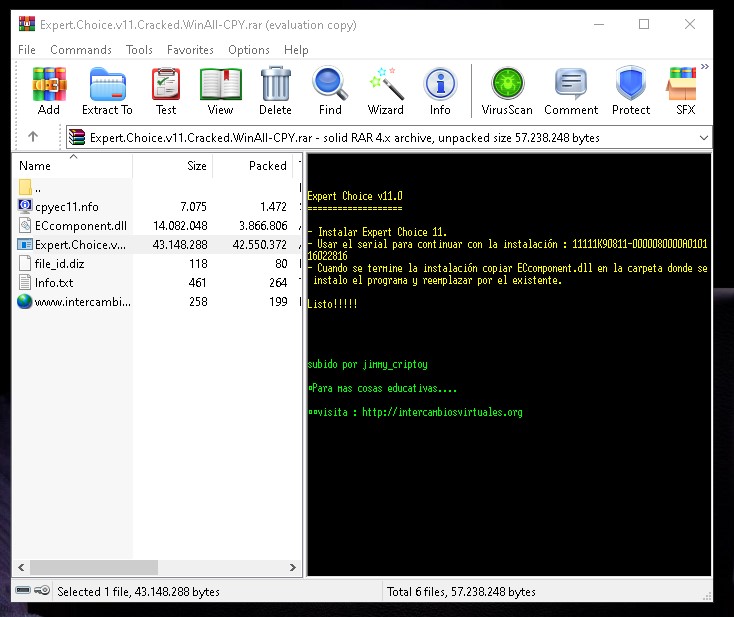 Expert.Choice.v11.Cracked.WinAll-CPY.rar (evaluation copy)
File Commands Tools Favorites Options Help
Add Extract To Test View Delete Find Wizard Info VirusScan Comment Protect SFX
Expert.Choice.v11.Cracked.WinAll-CPY.rar - solid RAR 4.x archive, unpacked size 57.238.248 bytes
Name Size Packed
..
cpyec11.nfo 7.075 1.472
ECcomponent.dll 14.082.048 3.866.806
Expert.Choice.v... 43.148.288 42.550.372
file_id.diz 118 80
Info.txt 461 264
www.intercambi... 258 199
Expert Choice v11.0
===================
- Instalar Expert Choice 11.
- Usar el serial para continuar con la instalación : 11111K90811-0000080000A010116022816
- Cuando se termine la instalación copiar ECcomponent.dll en la carpeta donde se
instalo el programa y reemplazar por el existente.
Listo!!!!!
subido por jimmy_criptoy
¤Para mas cosas educativas....
¤¤visita : http://intercambiosvirtuales.org
Selected 1 file, 43.148.288 bytes
Total 6 files, 57.238.248 bytes